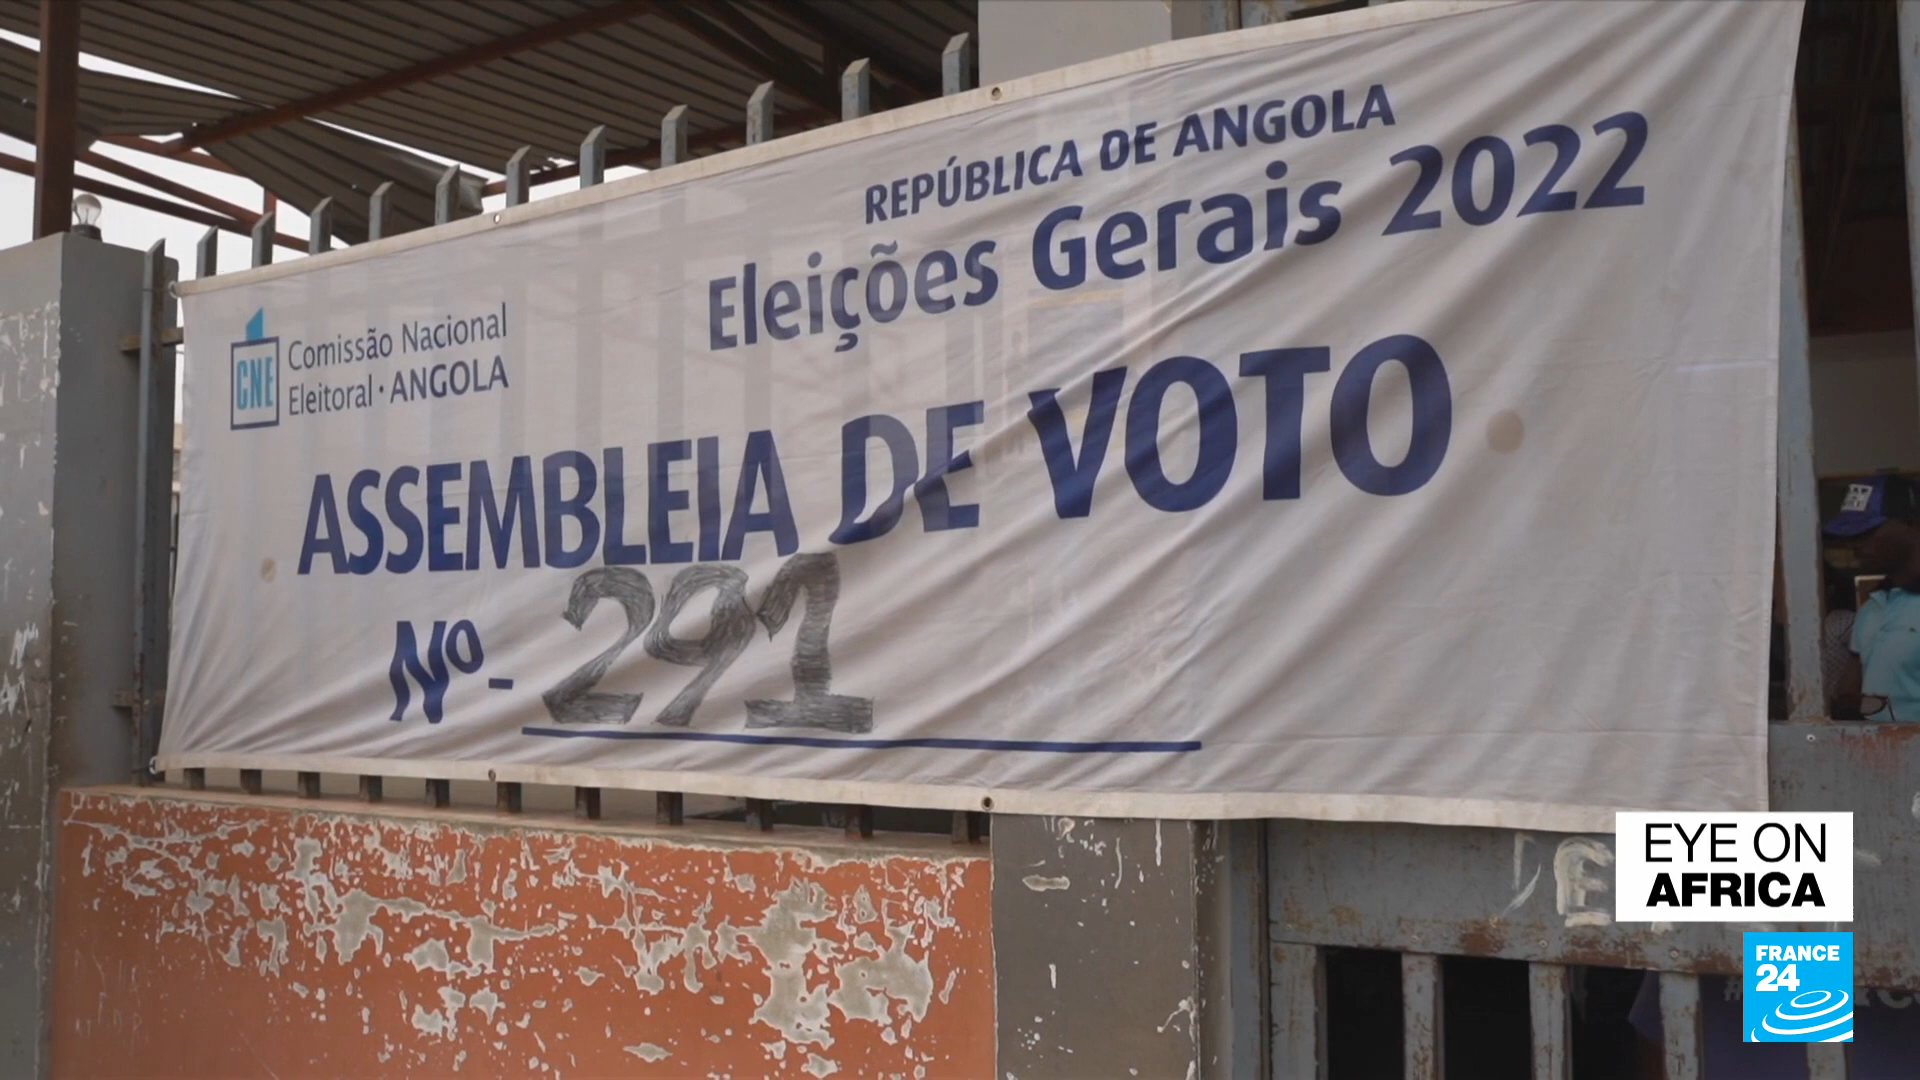 REPÚBLICA DE ANGOLA
Eleições Gerais 2022
CNE
Comissão Nacional
Eleitoral · ANGOLA
ASSEMBLEIA DE VOTO
Nº- 291
EYE ON
AFRICA
FRANCE
24